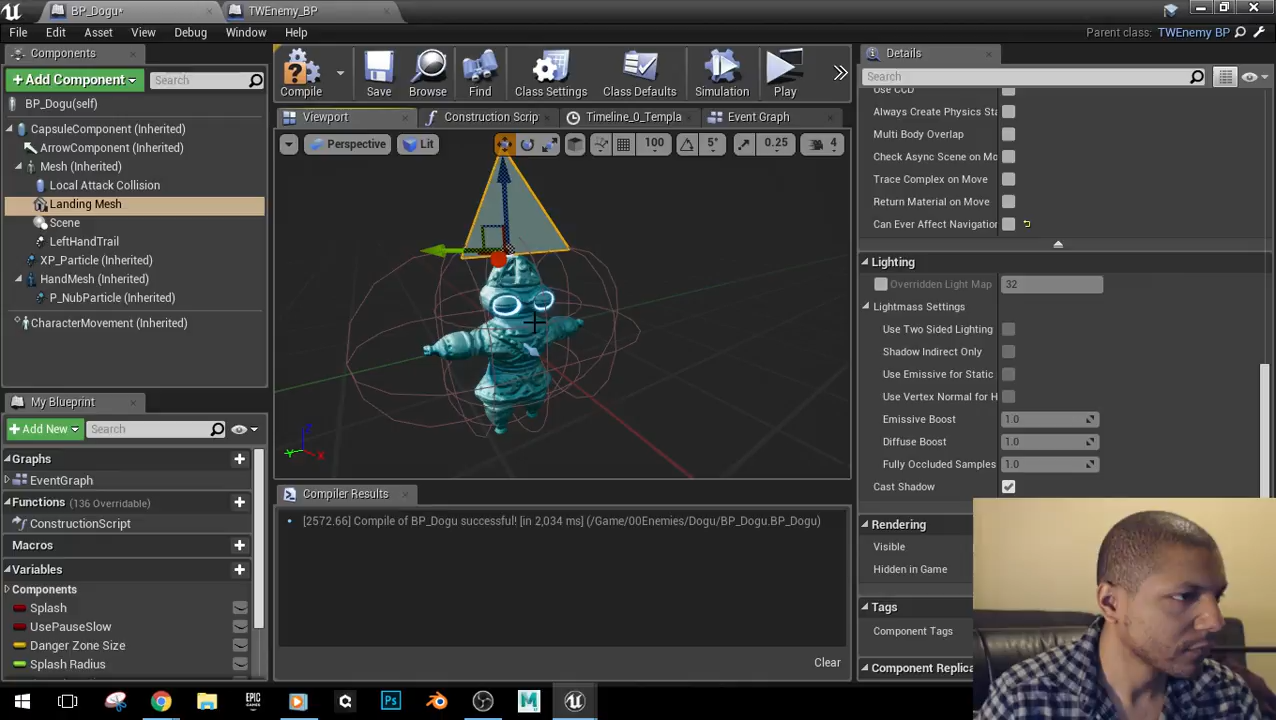 BP_Dogu*
TWEnemy_BP
File Edit Asset View Debug Window Help
Parent class: TWEnemy BP
Components
+ Add Component
Search
BP_Dogu(self)
CapsuleComponent (Inherited)
ArrowComponent (Inherited)
Mesh (Inherited)
Local Attack Collision
Landing Mesh
Scene
LeftHandTrail
XP_Particle (Inherited)
HandMesh (Inherited)
P_NubParticle (Inherited)
CharacterMovement (Inherited)
My Blueprint
+ Add New
Search
Graphs
EventGraph
Functions (136 Overridable)
ConstructionScript
Macros
Variables
Components
Splash
UsePauseSlow
Danger Zone Size
Splash Radius
Compile
Save
Browse
Find
Class Settings
Class Defaults
Simulation
Play
Viewport
Construction Scrip
Timeline_0_Templa
Event Graph
Perspective
Lit
100
5°
0.25
4
Z
Y
X
Compiler Results
[2572.66] Compile of BP_Dogu successful! [in 2,034 ms] (/Game/00Enemies/Dogu/BP_Dogu.BP_Dogu)
Clear
Details
Search
Use CCD
Always Create Physics Sta
Multi Body Overlap
Check Async Scene on Mo
Trace Complex on Move
Return Material on Move
Can Ever Affect Navigation
Lighting
Overridden Light Map
32
Lightmass Settings
Use Two Sided Lighting
Shadow Indirect Only
Use Emissive for Static
Use Vertex Normal for H
Emissive Boost
1.0
Diffuse Boost
1.0
Fully Occluded Samples
1.0
Cast Shadow
Rendering
Visible
Hidden in Game
Tags
Component Tags
Component Replica
EPIC
GAMES
Ps
M